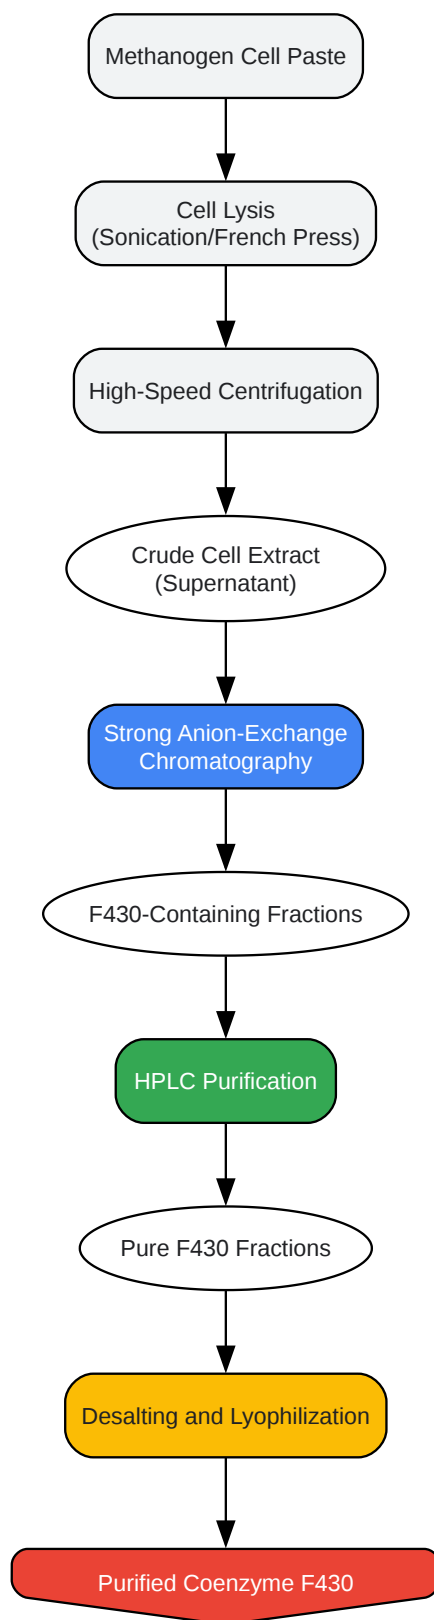 Methanogen Cell Paste
Cell Lysis
(Sonication/French Press)
High-Speed Centrifugation
Crude Cell Extract
(Supernatant)
Strong Anion-Exchange
Chromatography
F430-Containing Fractions
HPLC Purification
Pure F430 Fractions
Desalting and Lyophilization
Purified Coenzyme F430